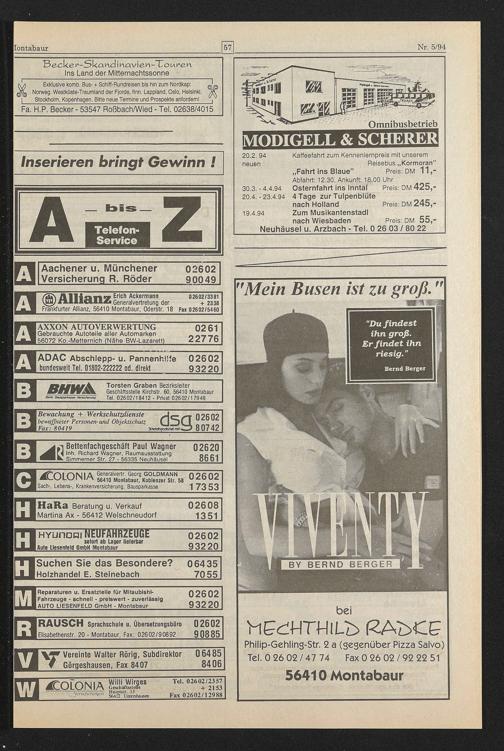 Montabaur
57
Nr. 5/94
Becker-Skandinavien-Touren
Ins Land der Mitternachtssonne
Exklusive komb. Bus + Schiff-Rundreisen bis hin zum Nordkap:
Norweg. Westküste-Traumland der Fjorde, finn. Lappland, Oslo, Helsinki,
Stockholm, Kopenhagen. Bitte neue Termine und Prospekte anfordern!
Fa. H.P. Becker - 53547 Roßbach/Wied - Tel. 02638/4015
Inserieren bringt Gewinn !
A bis Z
Telefon-
Service
A Aachener u. Münchener 02602
Versicherung R. Röder 90049
A Allianz Erich Ackermann 02602/3381
Generalvertretung der + 2338
Frankfurter Allianz, 56410 Montabaur, Oderstr. 18 Fax 02602/5460
A AXXON AUTOVERWERTUNG 0261
Gebrauchte Autoteile aller Automarken
56072 Ko.-Metternich (Nähe BW-Lazarett) 22776
A ADAC Abschlepp- u. Pannenhilfe 02602
bundesweit Tel. 01802-222222 od. direkt 93220
B BHW Torsten Graben Bezirksleiter
Geschäftsstelle Kirchstr. 60, 56410 Montabaur
Tel. 02602/18412 - Privat 02602/17948
B Bewachung + Werkschutzdienste dsg 02602
bewaffneter Personen-und Objektschutz
Fax: 80419 80742
B Bettenfachgeschäft Paul Wagner 02620
Inh. Richard Wagner, Raumausstattung
Simmerner Str. 27 - 56335 Neuhäusel 8661
C COLONIA Generalvertr. Georg GOLDMANN 02602
56410 Montabaur, Koblenzer Str. 58
Sach-, Lebens-, Krankenversicherung, Bausparkasse 17353
H HaRa Beratung u. Verkauf 02608
Martina Ax - 56412 Welschneudorf 1351
H HYUNDAI NEUFAHRZEUGE 02602
sofort ab Lager lieferbar
Auto Liesenfeld GmbH Montabaur 93220
H Suchen Sie das Besondere? 06435
Holzhandel E. Steinebach 7055
M Reparaturen u. Ersatzteile für Mitsubishi-
Fahrzeuge - schnell - preiswert - zuverlässig 02602
AUTO LIESENFELD GmbH - Montabaur 93220
R RAUSCH Sprachschule u. Übersetzungsbüro 02602
Elisabethenstr. 20 - Montabaur, Fax: 02602/90892 90885
V Vereinte Walter Rörig, Subdirektor 06485
Görgeshausen, Fax 8407 8406
W COLONIA Willi Wirges Tel. 02602/2357
Geschäftsstelle + 2153
Fax 02602/12988
Omnibusbetrieb
MODIGELL & SCHERER
20.2. 94 Kaffeefahrt zum Kennenlernpreis mit unserem
neuen Reisebus „Kormoran"
„Fahrt ins Blaue" Preis: DM 11,-
Abfahrt: 12.30, Ankunft: 18.00 Uhr
30.3. - 4.4.94 Osternfahrt ins Inntal Preis: DM 425,-
20.4. - 23.4.94 4 Tage zur Tulpenblüte
nach Holland Preis: DM 245,-
19.4.94 Zum Musikantenstadl
nach Wiesbaden Preis: DM 55,-
Neuhäusel u. Arzbach - Tel. 0 26 03 / 80 22
"Mein Busen ist zu groß."
"Du findest
ihn groß.
Er findet ihn
riesig."
Bernd Berger
VIVENTY
BY BERND BERGER
bei
MECHTHILD RADKE
Philip-Gehling-Str. 2 a (gegenüber Pizza Salvo)
Tel. 0 26 02 / 47 74 Fax 0 26 02 / 92 22 51
56410 Montabaur